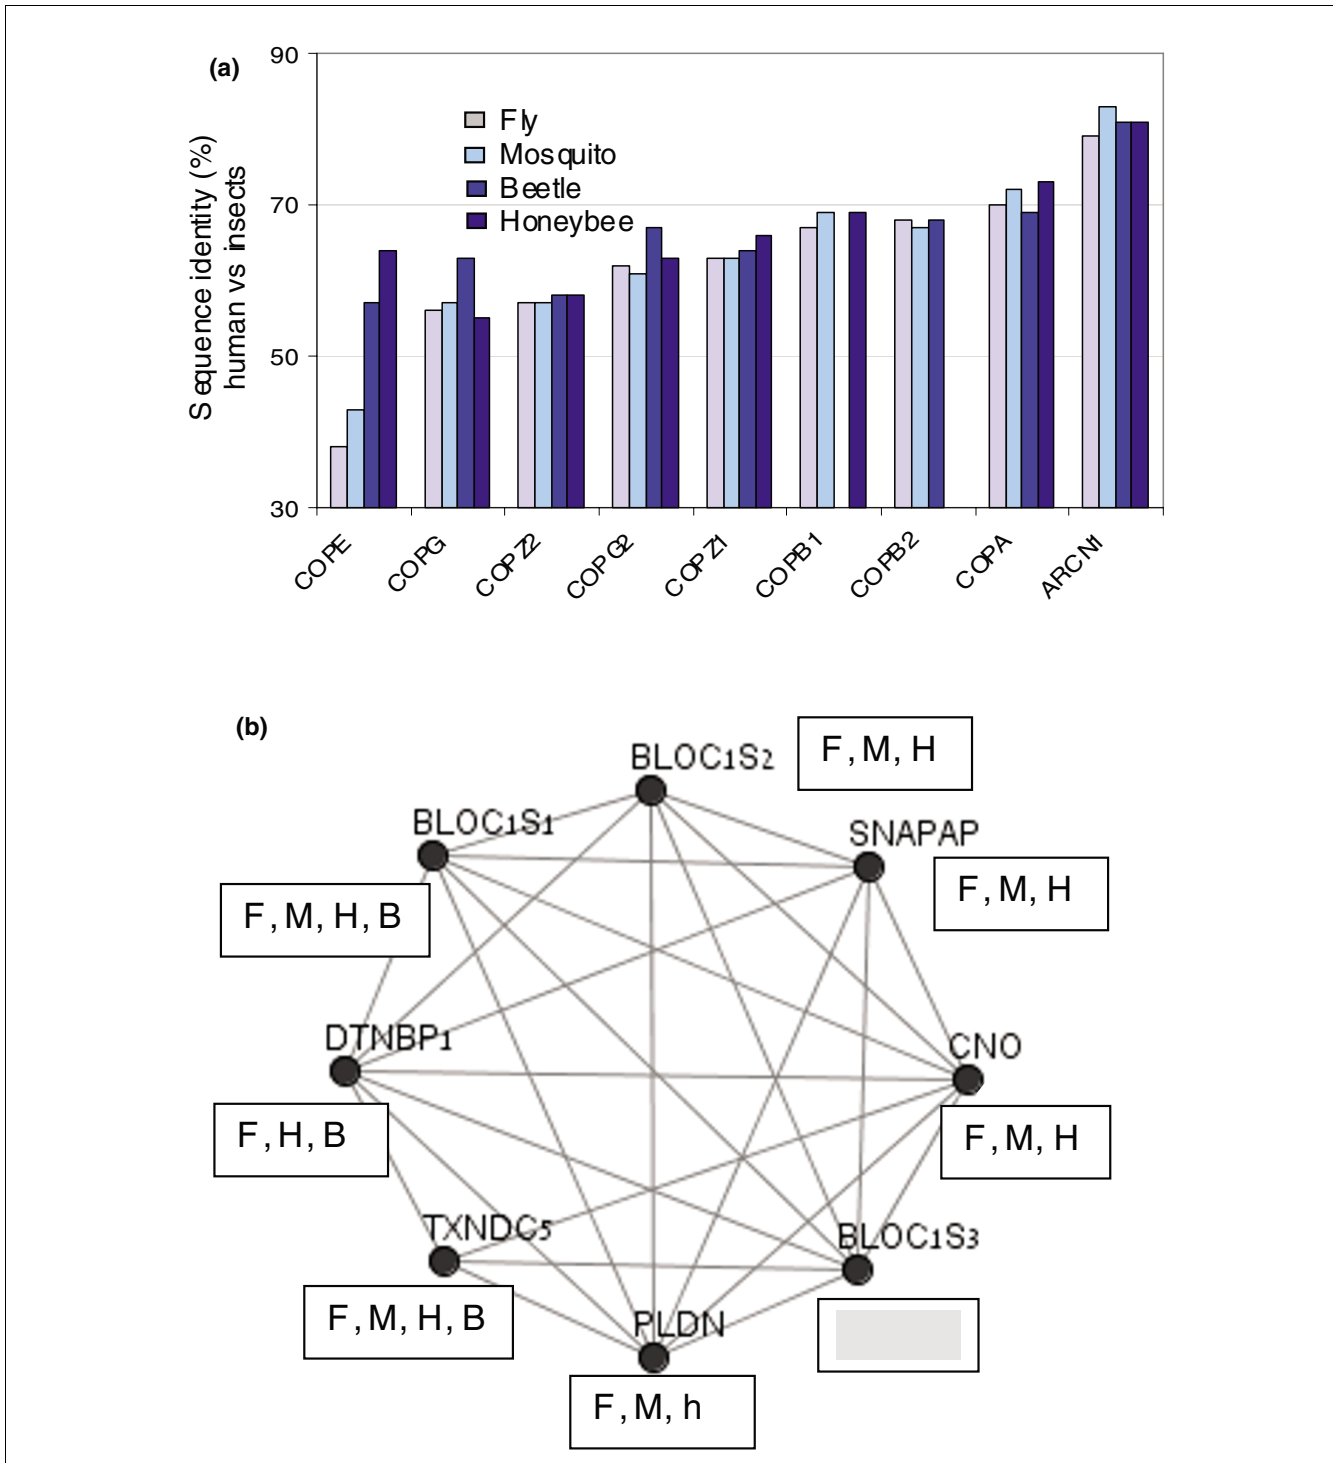 (a)
90
70
50
30
Sequence identity (%)
human vs insects
Fly
Mosquito
Beetle
Honeybee
COPE
COPG
COPZ2
COPG2
COPZ1
COPB1
COPB2
COPA
ARCN1
(b)
BLOC1S2
F, M, H
BLOC1S1
SNAPAP
F, M, H
F, M, H, B
DTNBP1
CNO
F, H, B
F, M, H
TXNDC5
BLOC1S3
F, M, H, B
PLDN
F, M, h